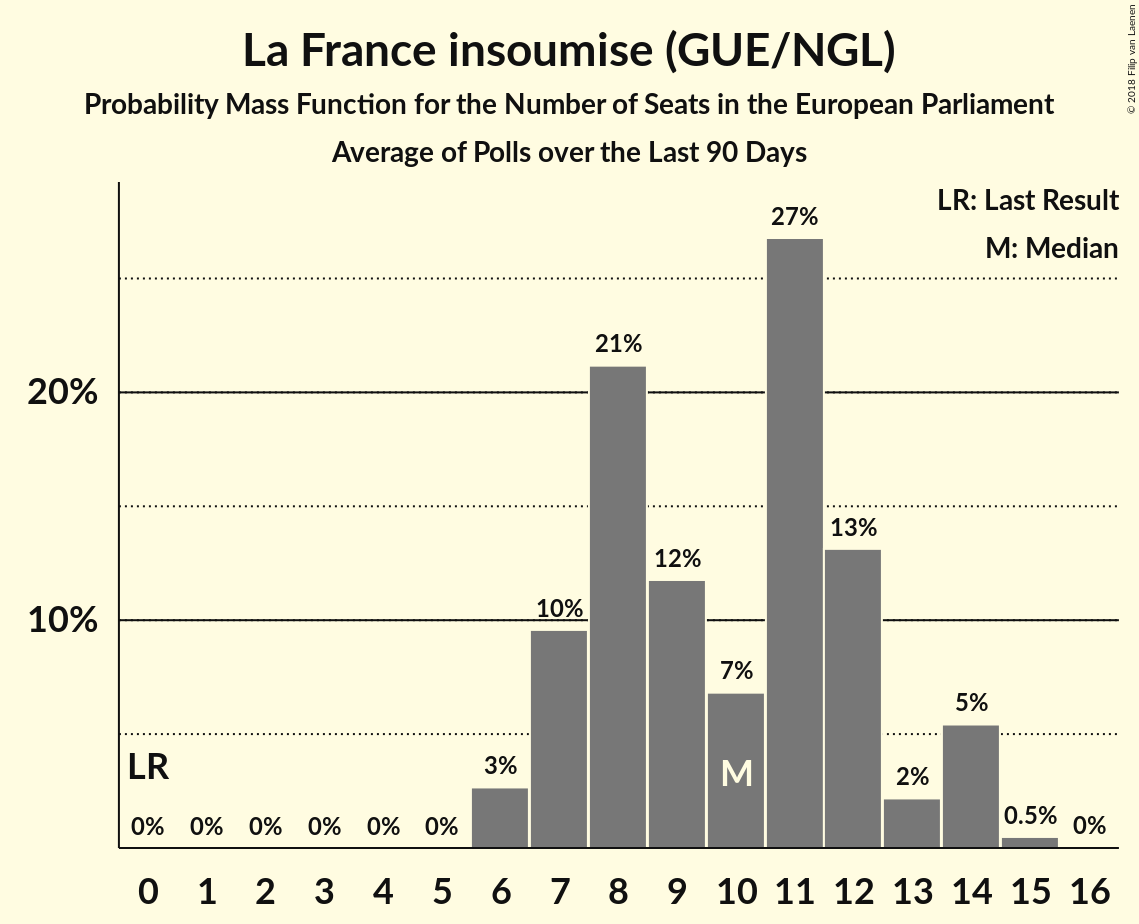 La France insoumise (GUE/NGL)
Probability Mass Function for the Number of Seats in the European Parliament
Average of Polls over the Last 90 Days
© 2018 Filip van Laenen
LR: Last Result
M: Median
27%
21%
20%
13%
12%
10%
10%
7%
5%
LR
3%
M
2%
0% 0% 0% 0% 0% 0% 0.5% 0%
0 1 2 3 4 5 6 7 8 9 10 11 12 13 14 15 16